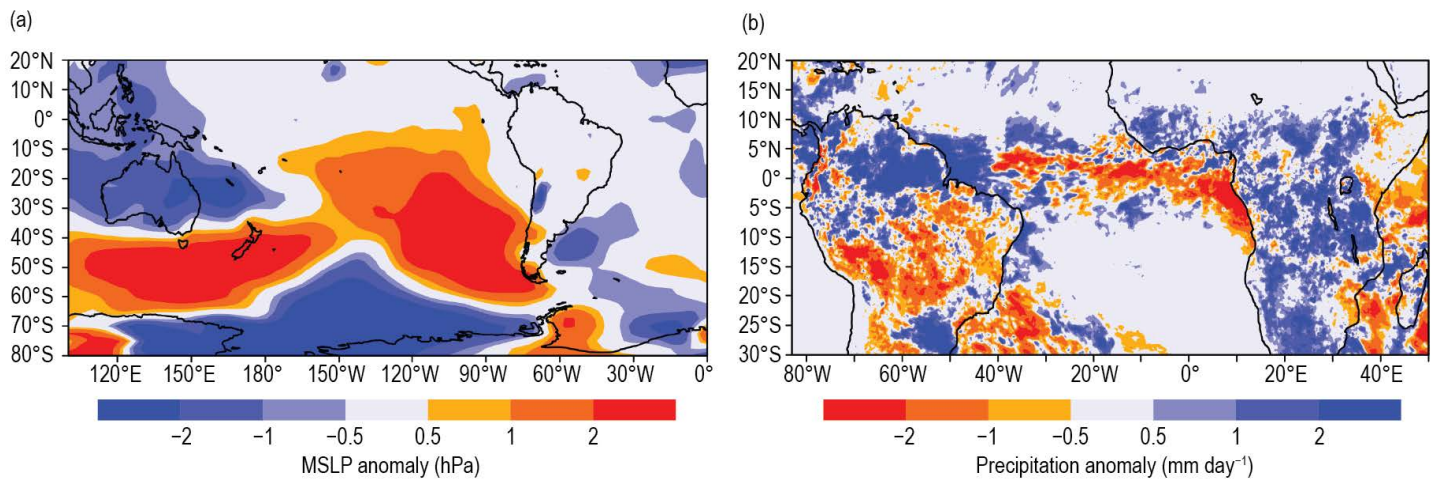 (a)
(b)
20°N
10°N
0°
10°S
20°S
30°S
40°S
50°S
60°S
70°S
80°S
120°E 150°E 180° 150°W 120°W 90°W 60°W 30°W 0°
−2 −1 −0.5 0.5 1 2
MSLP anomaly (hPa)
20°N
15°N
10°N
5°N
0°
5°S
10°S
15°S
20°S
25°S
30°S
80°W 60°W 40°W 20°W 0° 20°E 40°E
−2 −1 −0.5 0.5 1 2
Precipitation anomaly (mm day⁻¹)